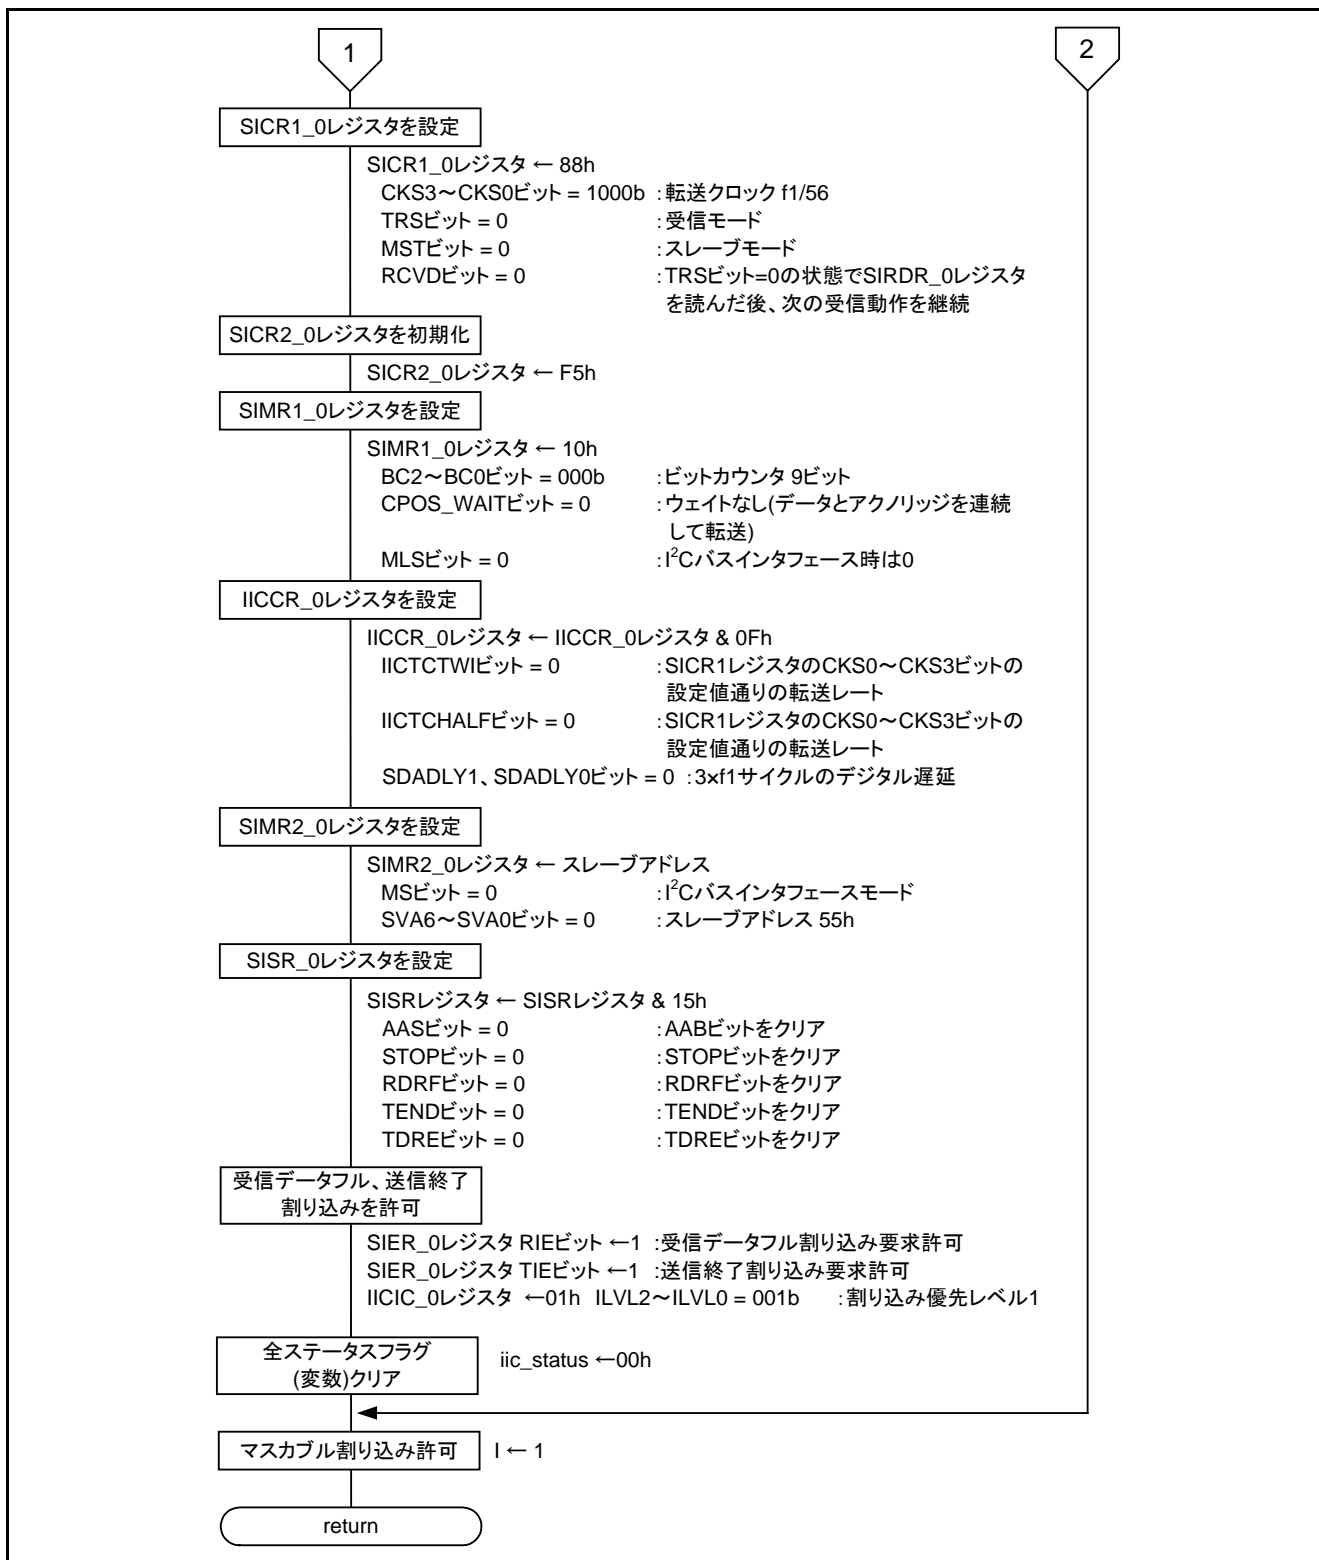 1
2
SICR1_0レジスタを設定
SICR1_0レジスタ ← 88h
CKS3～CKS0ビット = 1000b :転送クロック f1/56
TRSビット = 0 :受信モード
MSTビット = 0 :スレーブモード
RCVDビット = 0 :TRSビット=0の状態でSIRDR_0レジスタ
を読んだ後、次の受信動作を継続
SICR2_0レジスタを初期化
SICR2_0レジスタ ← F5h
SIMR1_0レジスタを設定
SIMR1_0レジスタ ← 10h
BC2～BC0ビット = 000b :ビットカウンタ 9ビット
CPOS_WAITビット = 0 :ウェイトなし(データとアクノリッジを連続
して転送)
MLSビット = 0 :I²Cバスインタフェース時は0
IICCR_0レジスタを設定
IICCR_0レジスタ ← IICCR_0レジスタ & 0Fh
IICTCTWIビット = 0 :SICR1レジスタのCKS0～CKS3ビットの
設定値通りの転送レート
IICTCHALFビット = 0 :SICR1レジスタのCKS0～CKS3ビットの
設定値通りの転送レート
SDADLY1、SDADLY0ビット = 0 :3×f1サイクルのデジタル遅延
SIMR2_0レジスタを設定
SIMR2_0レジスタ ← スレーブアドレス
MSビット = 0 :I²Cバスインタフェースモード
SVA6～SVA0ビット = 0 :スレーブアドレス 55h
SISR_0レジスタを設定
SISRレジスタ ← SISRレジスタ & 15h
AASビット = 0 :AABビットをクリア
STOPビット = 0 :STOPビットをクリア
RDRFビット = 0 :RDRFビットをクリア
TENDビット = 0 :TENDビットをクリア
TDREビット = 0 :TDREビットをクリア
受信データフル、送信終了
割り込みを許可
SIER_0レジスタ RIEビット ←1 :受信データフル割り込み要求許可
SIER_0レジスタ TIEビット ←1 :送信終了割り込み要求許可
IICIC_0レジスタ ←01h ILVL2～ILVL0 = 001b :割り込み優先レベル1
全ステータスフラグ
(変数)クリア
iic_status ←00h
マスカブル割り込み許可 I ← 1
return